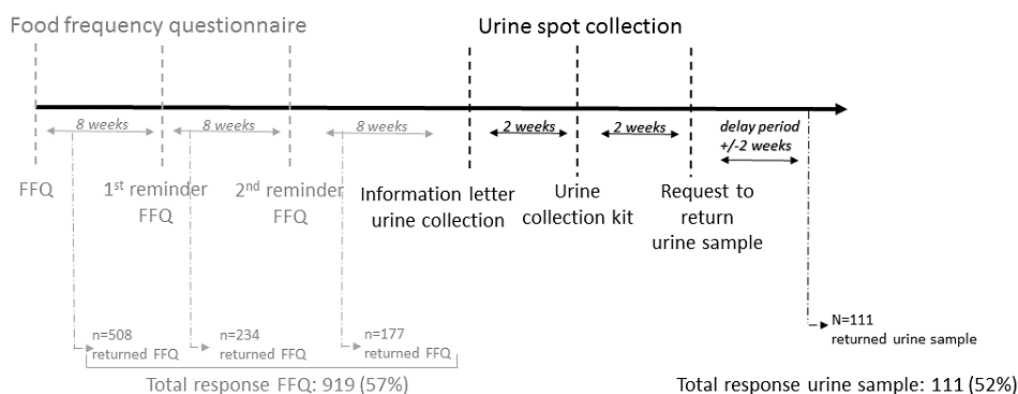 Food frequency questionnaire
Urine spot collection
8 weeks
8 weeks
8 weeks
2 weeks
2 weeks
delay period
+/-2 weeks
FFQ
1st reminder
FFQ
2nd reminder
FFQ
Information letter
urine collection
Urine
collection kit
Request to
return
urine sample
n=508
returned FFQ
n=234
returned FFQ
n=177
returned FFQ
N=111
returned urine sample
Total response FFQ: 919 (57%)
Total response urine sample: 111 (52%)